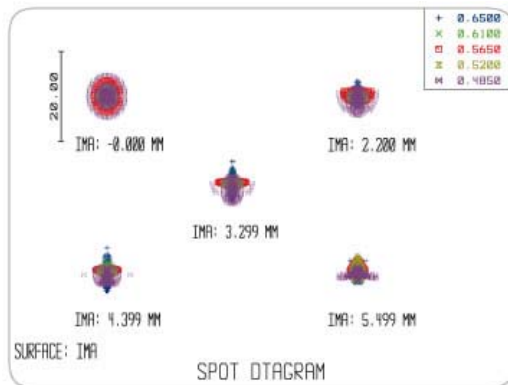 + 0.6500
× 0.6100
0.5650
0.5200
0.4850
20.00
IMA: -0.000 MM
IMA: 2.200 MM
IMA: 3.299 MM
IMA: 4.399 MM
IMA: 5.499 MM
SURFACE: IMA
SPOT DTAGRAM